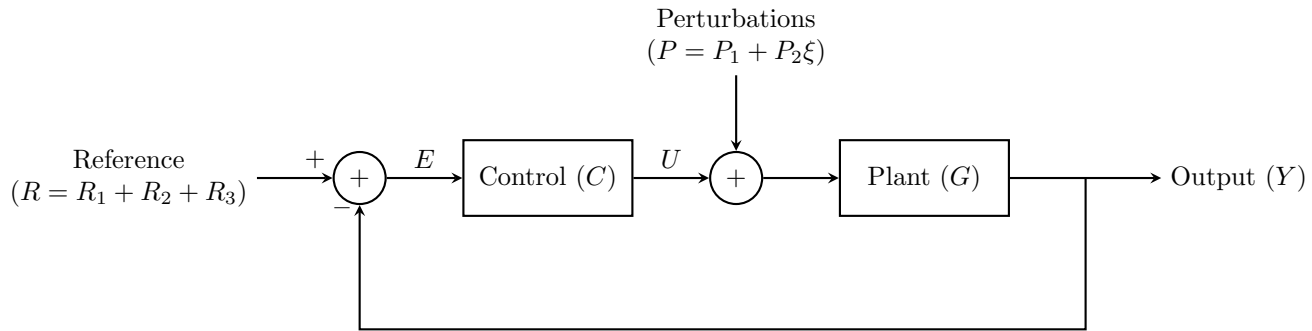 Perturbations
(P = P₁ + P₂ξ)
Reference
(R = R₁ + R₂ + R₃)
+
−
+
E
Control (C)
U
+
Plant (G)
Output (Y)